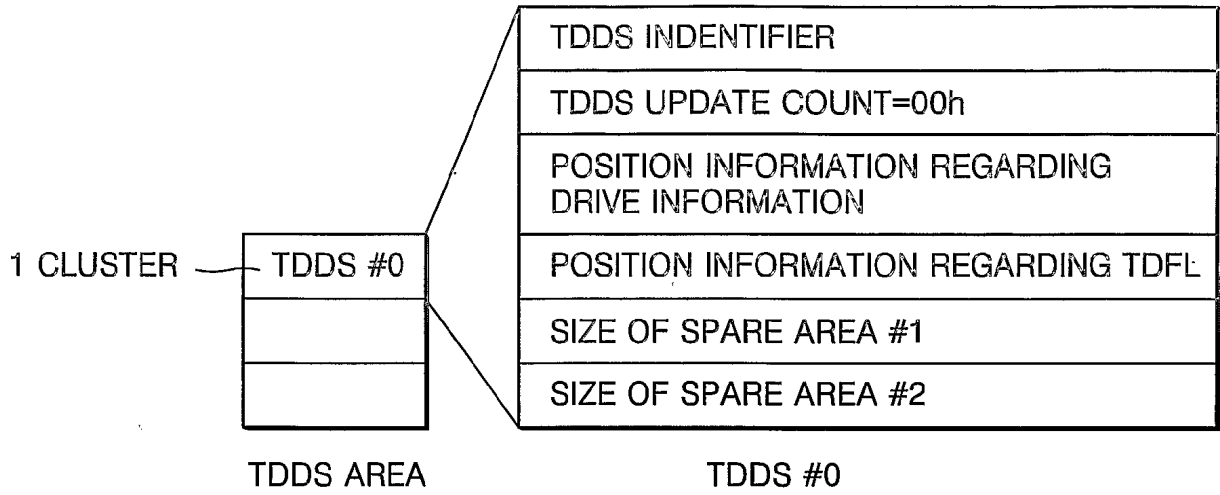 TDDS INDENTIFIER
TDDS UPDATE COUNT=00h
POSITION INFORMATION REGARDING
DRIVE INFORMATION
1 CLUSTER
TDDS #0
POSITION INFORMATION REGARDING TDFL
SIZE OF SPARE AREA #1
SIZE OF SPARE AREA #2
TDDS AREA
TDDS #0